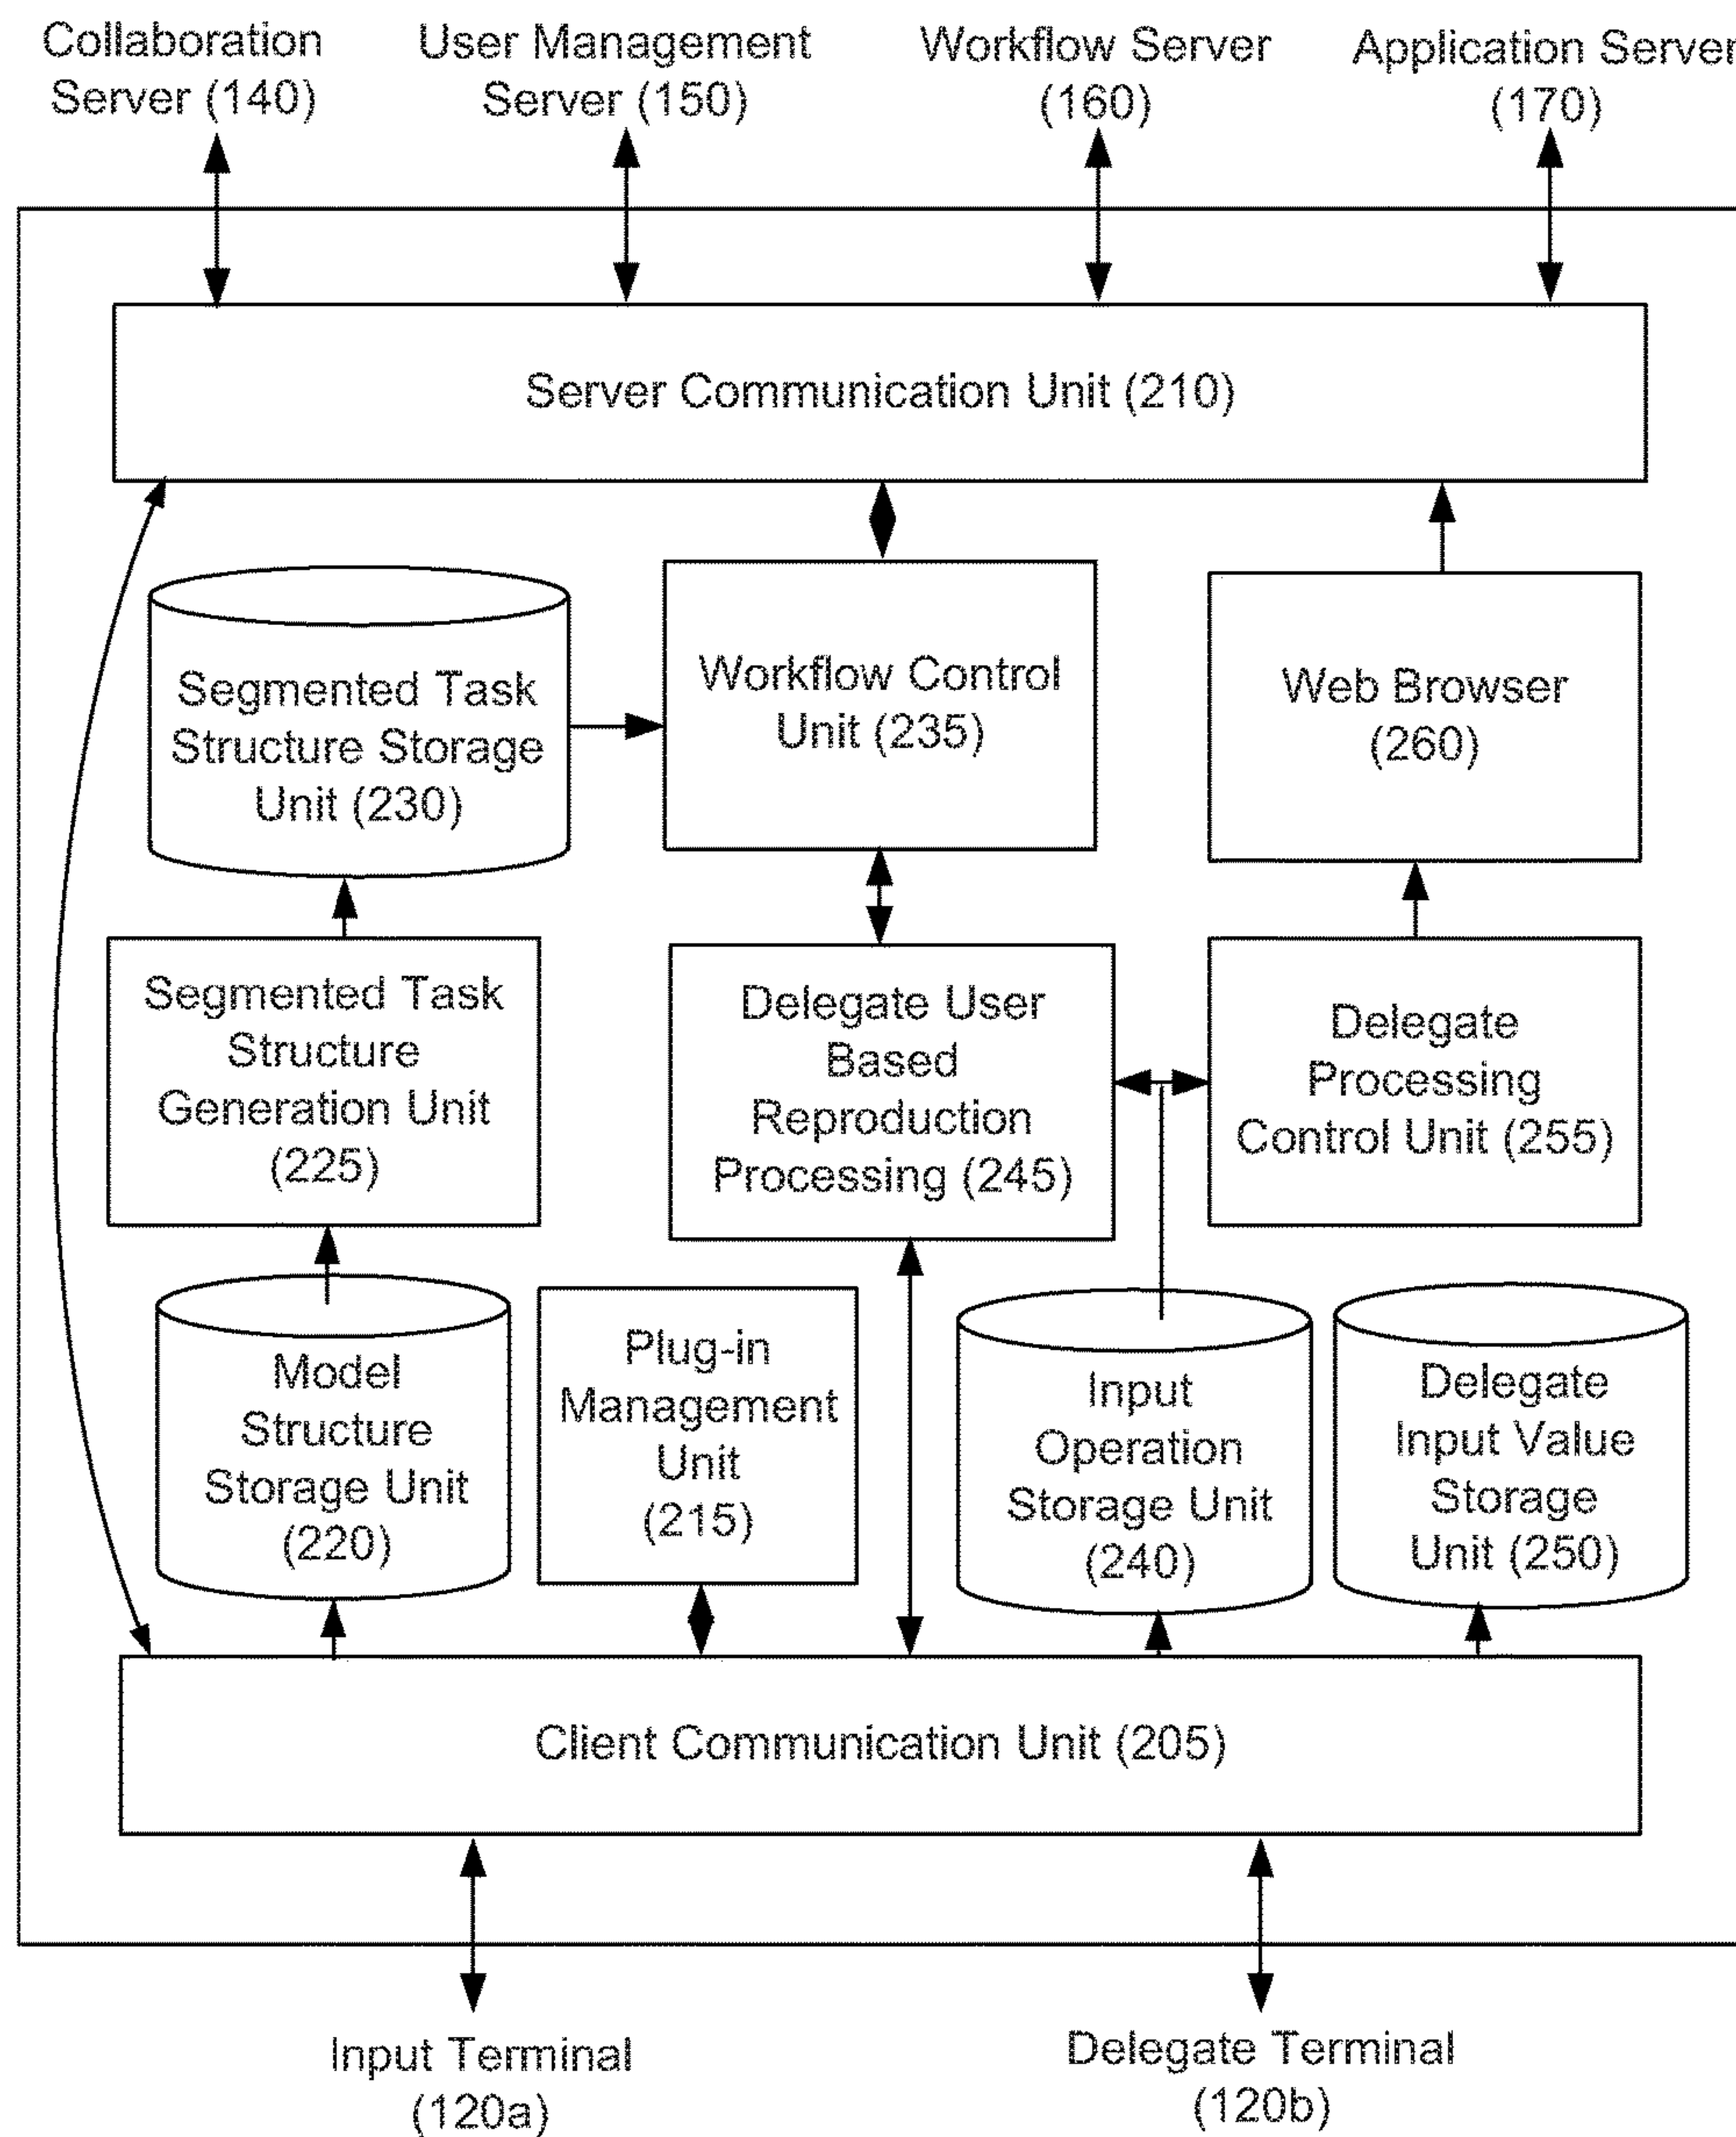 Collaboration
Server (140)
User Management
Server (150)
Workflow Server
(160)
Application Server
(170)
Server Communication Unit (210)
Segmented Task
Structure Storage
Unit (230)
Workflow Control
Unit (235)
Web Browser
(260)
Segmented Task
Structure
Generation Unit
(225)
Delegate User
Based
Reproduction
Processing (245)
Delegate
Processing
Control Unit (255)
Model
Structure
Storage Unit
(220)
Plug-in
Management
Unit
(215)
Input
Operation
Storage Unit
(240)
Delegate
Input Value
Storage
Unit (250)
Client Communication Unit (205)
Input Terminal
(120a)
Delegate Terminal
(120b)